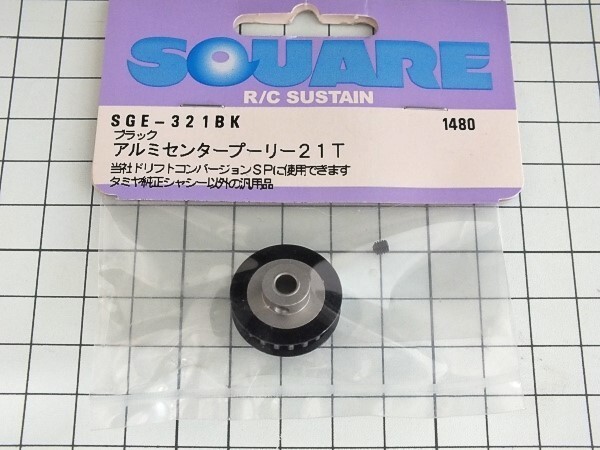 SQUARE
R/C SUSTAIN
SGE-321BK 1480
ブラック
アルミセンタープーリー21T
当社ドリフトコンバージョンSPに使用できます
タミヤ純正シャシー以外の汎用品